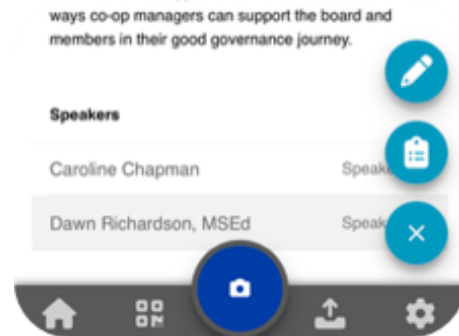 ways co-op managers can support the board and
members in their good governance journey.
Speakers
Caroline Chapman
Dawn Richardson, MSEd